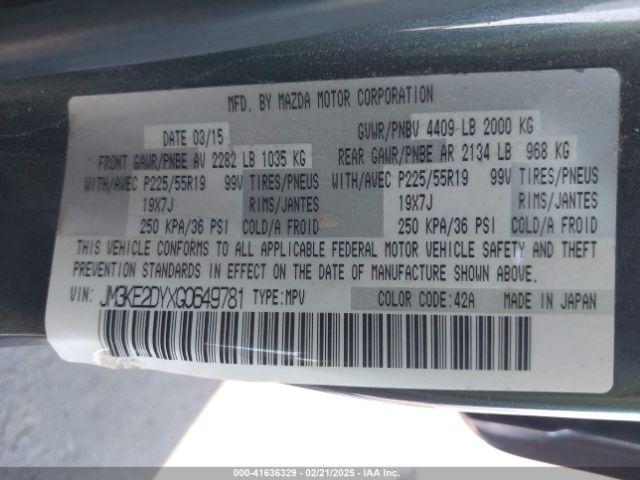 MFD. BY MAZDA MOTOR CORPORATION
DATE 03/15 GVWR/PNBV 4409 LB 2000 KG
FRONT GAWR/PNBE AV 2282 LB 1035 KG REAR GAWR/PNBE AR 2134 LB 968 KG
WITH/AVEC P225/55R19 99V TIRES/PNEUS WITH/AVEC P225/55R19 99V TIRES/PNEUS
19X7J RIMS/JANTES 19X7J RIMS/JANTES
250 KPA/36 PSI COLD/A FROID 250 KPA/36 PSI COLD/A FROID
THIS VEHICLE CONFORMS TO ALL APPLICABLE FEDERAL MOTOR VEHICLE SAFETY AND THEFT
PREVENTION STANDARDS IN EFFECT ON THE DATE OF MANUFACTURE SHOWN ABOVE.
VIN: JM3KE2DYXG0649781 TYPE:MPV COLOR CODE:42A MADE IN JAPAN
000-41636329 - 02/21/2025 - IAA Inc.